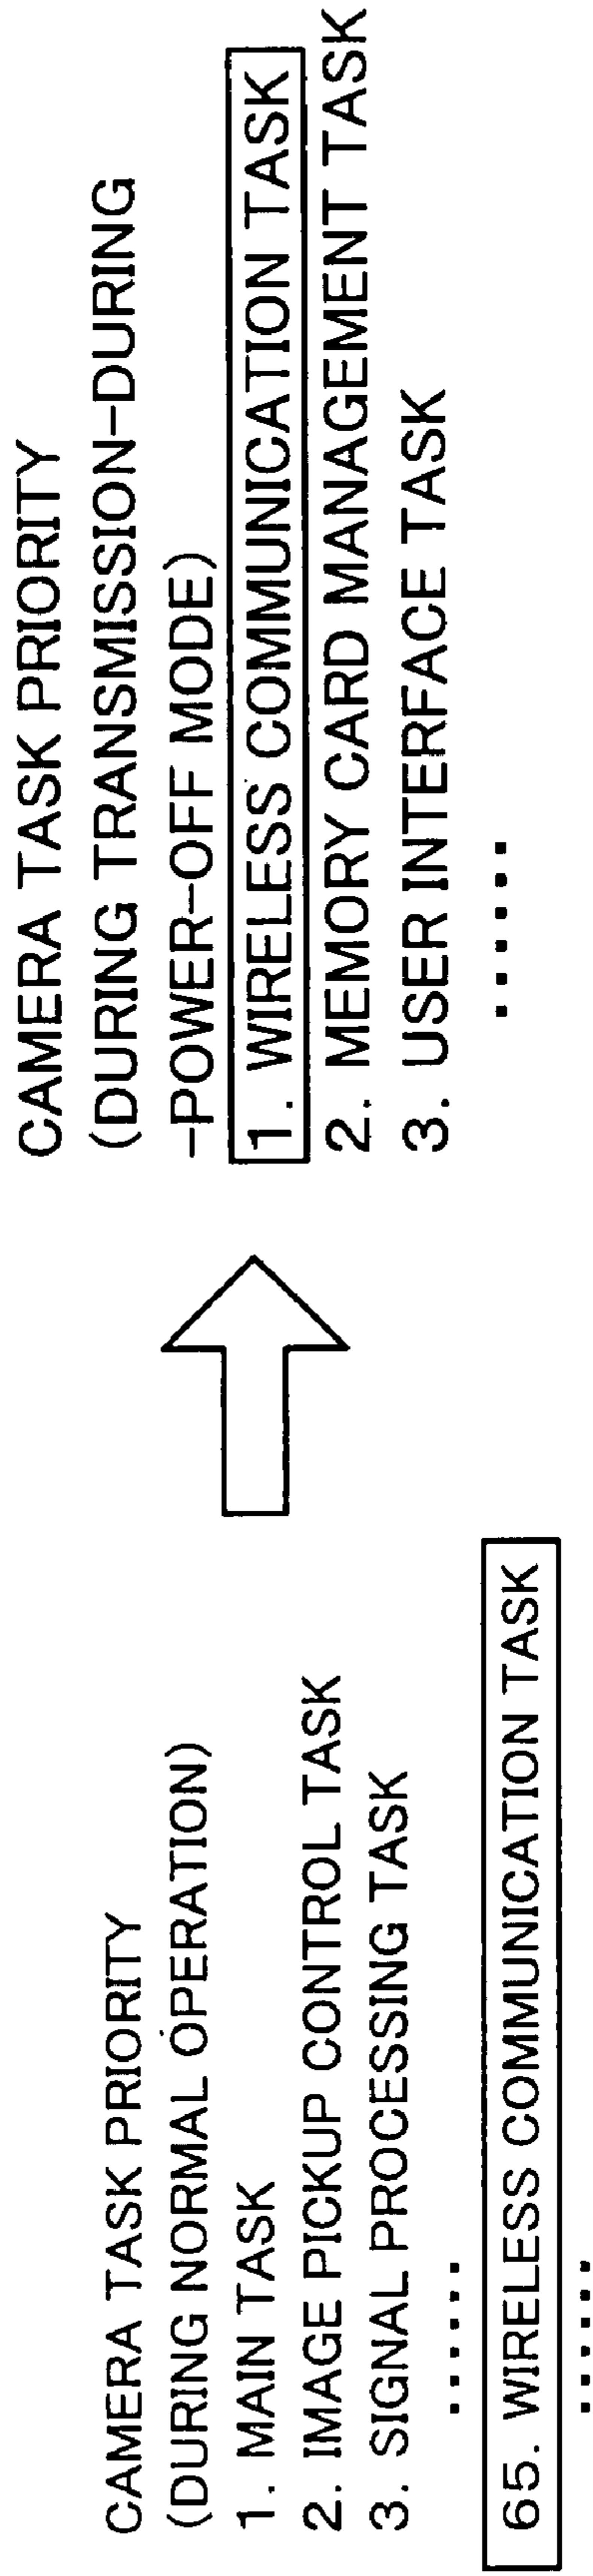 CAMERA TASK PRIORITY
(DURING NORMAL OPERATION)
1. MAIN TASK
2. IMAGE PICKUP CONTROL TASK
3. SIGNAL PROCESSING TASK
......
65. WIRELESS COMMUNICATION TASK
......
CAMERA TASK PRIORITY
(DURING TRANSMISSION-DURING
-POWER-OFF MODE)
1. WIRELESS COMMUNICATION TASK
2. MEMORY CARD MANAGEMENT TASK
3. USER INTERFACE TASK
......